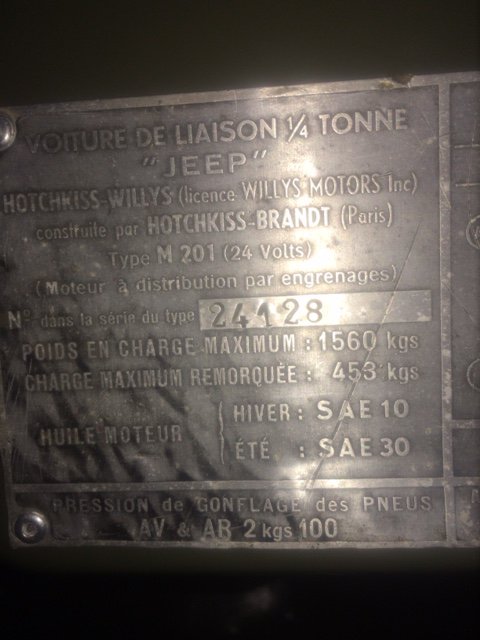 VOITURE DE LIAISON 1/4 TONNE
"JEEP"
HOTCHKISS-WILLYS (licence WILLYS MOTORS Inc)
construite par HOTCHKISS-BRANDT (Paris)
Type M 201 (24 Volts)
(Moteur à distribution par engrenages)
No dans la série du type 24128
POIDS EN CHARGE MAXIMUM : 1560 kgs
CHARGE MAXIMUM REMORQUÉE : 453 kgs
HUILE MOTEUR
HIVER : SAE 10
ÉTÉ : SAE 30
PRESSION de GONFLAGE des PNEUS
AV & AR 2 kgs 100